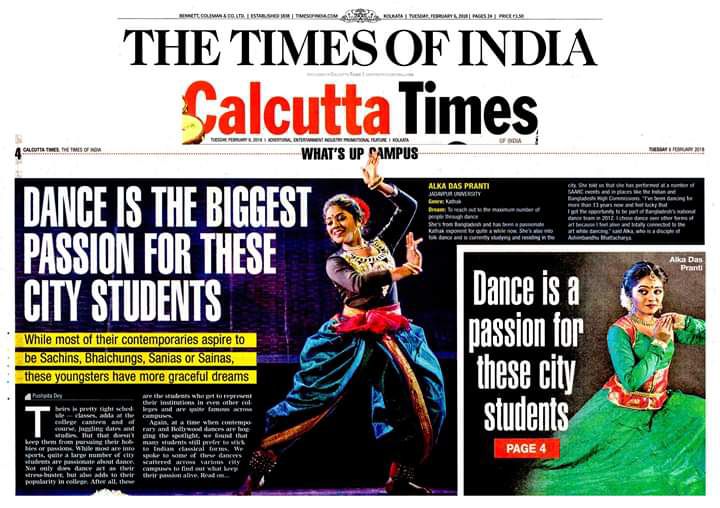 BENNETT, COLEMAN & CO. LTD. | ESTABLISHED 1838 | TIMESOFINDIA.COM
KOLKATA | TUESDAY, FEBRUARY 6, 2018 | PAGES 24 | PRICE ₹3.50
THE TIMES OF INDIA
Calcutta Times
OF INDIA
TUESDAY FEBRUARY 6, 2018 | ADVERTORIAL, ENTERTAINMENT INDUSTRY PROMOTIONAL FEATURE | KOLKATA
4 CALCUTTA TIMES, THE TIMES OF INDIA
WHAT'S UP CAMPUS
TUESDAY 6 FEBRUARY 2018
DANCE IS THE BIGGEST
PASSION FOR THESE
CITY STUDENTS
While most of their contemporaries aspire to
be Sachins, Bhaichungs, Sanias or Sainas,
these youngsters have more graceful dreams
Pushpita Dey
Theirs is pretty tight sched-
ule — classes, adda at the
college canteen and of
course, juggling dates and
studies. But that doesn't
keep them from pursuing their hob-
bies or passions. While most are into
sports, quite a large number of city
students are passionate about dance.
Not only does dance act as their
stress-buster, but also adds to their
popularity in college. After all, these
are the students who get to represent
their institutions in even other col-
leges and are quite famous across
campuses.
Again, at a time when contempo-
rary and Bollywood dances are hog-
ging the spotlight, we found that
many students still prefer to stick
to Indian classical forms. We
spoke to some of these dancers
scattered across various city
campuses to find out what keep
their passion alive. Read on...
ALKA DAS PRANTI
JADAVPUR UNIVERSITY
Genre: Kathak
Dream: To reach out to the maximum number of
people through dance
She's from Bangladesh and has been a passionate
Kathak exponent for quite a while now. She's also into
folk dance and is currently studying and residing in the
city. She told us that she has performed at a number of
SAARC events and in places like the Indian and
Bangladesh High Commissions. "I've been dancing for
more than 13 years now and feel lucky that
I got the opportunity to be part of Bangladesh's national
dance team in 2012. I chose dance over other forms of
art because I feel alive and totally connected to the
art while dancing," said Alka, who is a disciple of
Ashimbandhu Bhattacharya.
Dance is a
passion for
these city
students
PAGE 4
Alka Das
Pranti